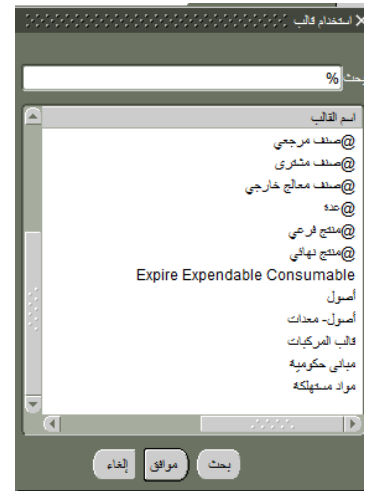 استخدام قالب
بحث %
اسم القالب
@صنف مرجعي
@صنف مشترى
@صنف معالج خارجي
@عدة
@منتج فرعي
@منتج نهائي
Expire Expendable Consumable
أصول
أصول- معدات
قالب المركبات
مبانى حكومية
مواد مستهلكة
بحث موافق إلغاء